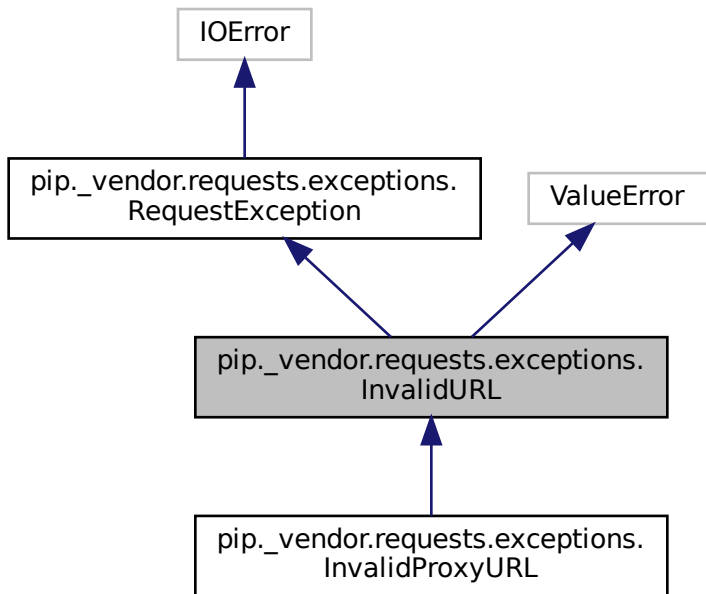 IOError
pip._vendor.requests.exceptions.
RequestException
ValueError
pip._vendor.requests.exceptions.
InvalidURL
pip._vendor.requests.exceptions.
InvalidProxyURL